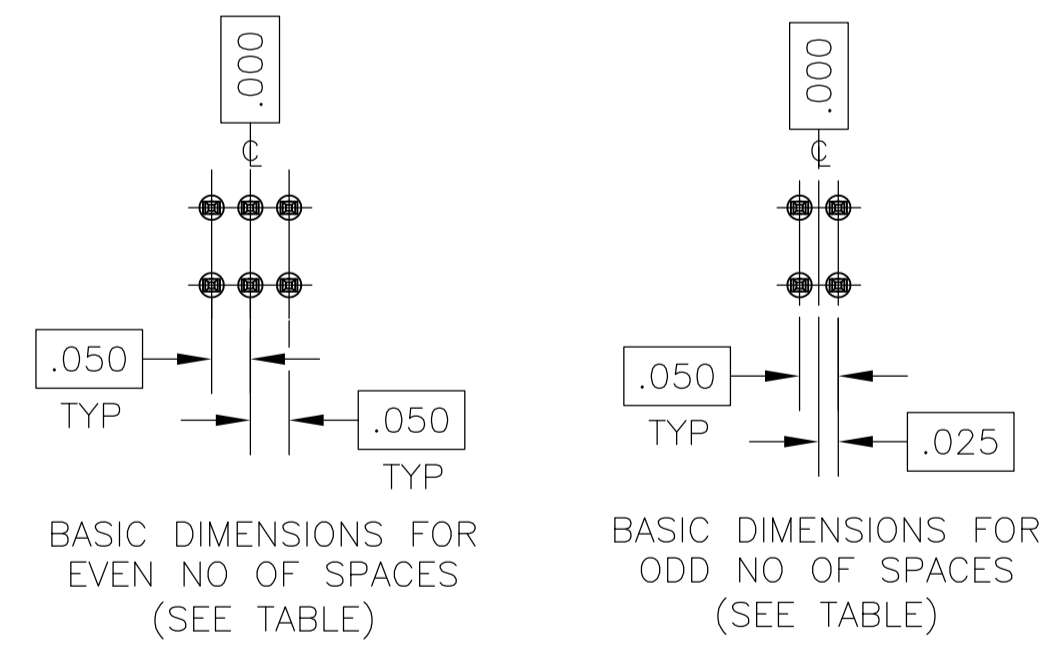 .000
℄
.050
TYP
.050
TYP
BASIC DIMENSIONS FOR
EVEN NO OF SPACES
(SEE TABLE)
.000
℄
.050
TYP
.025
BASIC DIMENSIONS FOR
ODD NO OF SPACES
(SEE TABLE)